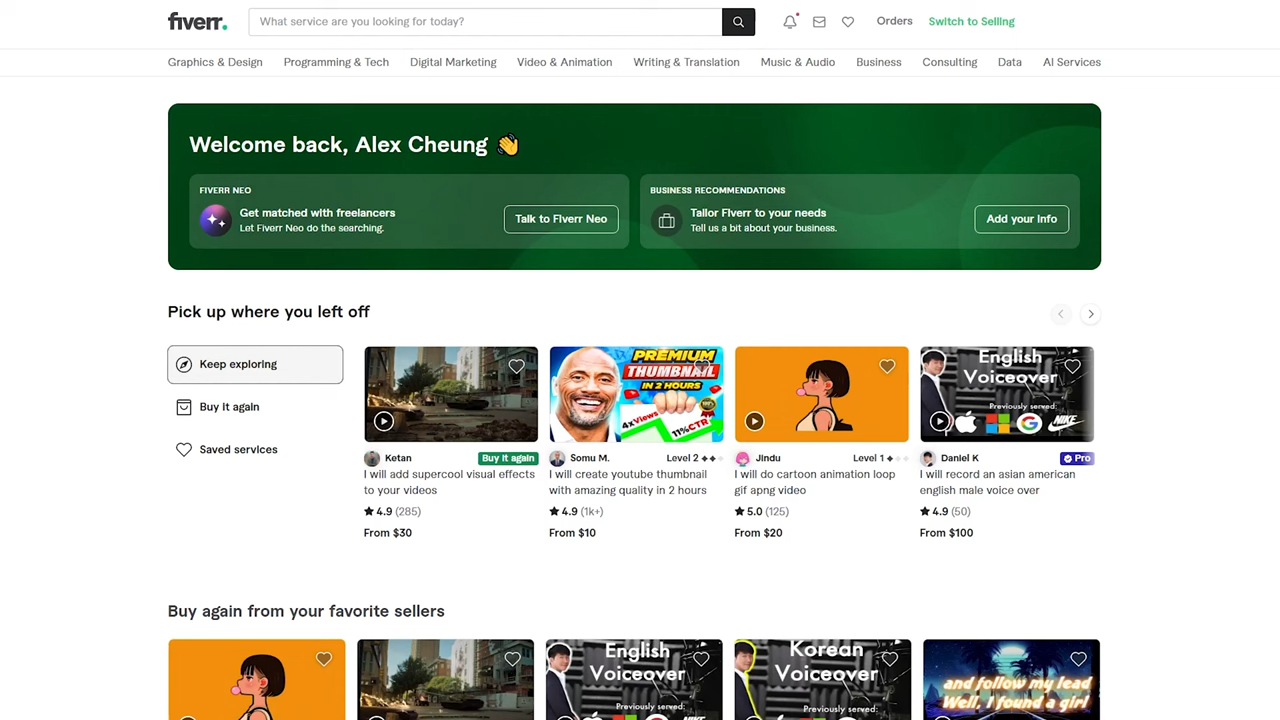 fiverr.
What service are you looking for today?
Orders
Switch to Selling
Graphics & Design
Programming & Tech
Digital Marketing
Video & Animation
Writing & Translation
Music & Audio
Business
Consulting
Data
AI Services
Welcome back, Alex Cheung 👋
FIVERR NEO
Get matched with freelancers
Let Fiverr Neo do the searching.
Talk to Fiverr Neo
BUSINESS RECOMMENDATIONS
Tailor Fiverr to your needs
Tell us a bit about your business.
Add your info
Pick up where you left off
Keep exploring
Buy it again
Saved services
Ketan
Buy it again
I will add supercool visual effects
to your videos
4.9 (285)
From $30
PREMIUM
THUMBNAIL
IN 2 HOURS
4xViews
11%CTR
Somu M.
Level 2
I will create youtube thumbnail
with amazing quality in 2 hours
4.9 (1k+)
From $10
Jindu
Level 1
I will do cartoon animation loop
gif apng video
5.0 (125)
From $20
English
Voiceover
Previously served:
NIKE
Daniel K
Pro
I will record an asian american
english male voice over
4.9 (50)
From $100
Buy again from your favorite sellers
English
Voiceover
Previously served:
Korean
Voiceover
Previously served:
and follow my lead
Well, I found a girl